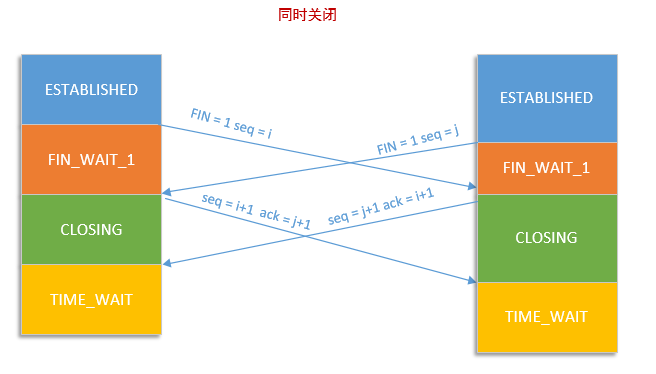 同时关闭
ESTABLISHED
ESTABLISHED
FIN = 1 seq = i
FIN = 1 seq = j
FIN_WAIT_1
FIN_WAIT_1
seq = i+1 ack = j+1
seq = j+1 ack = i+1
CLOSING
CLOSING
TIME_WAIT
TIME_WAIT